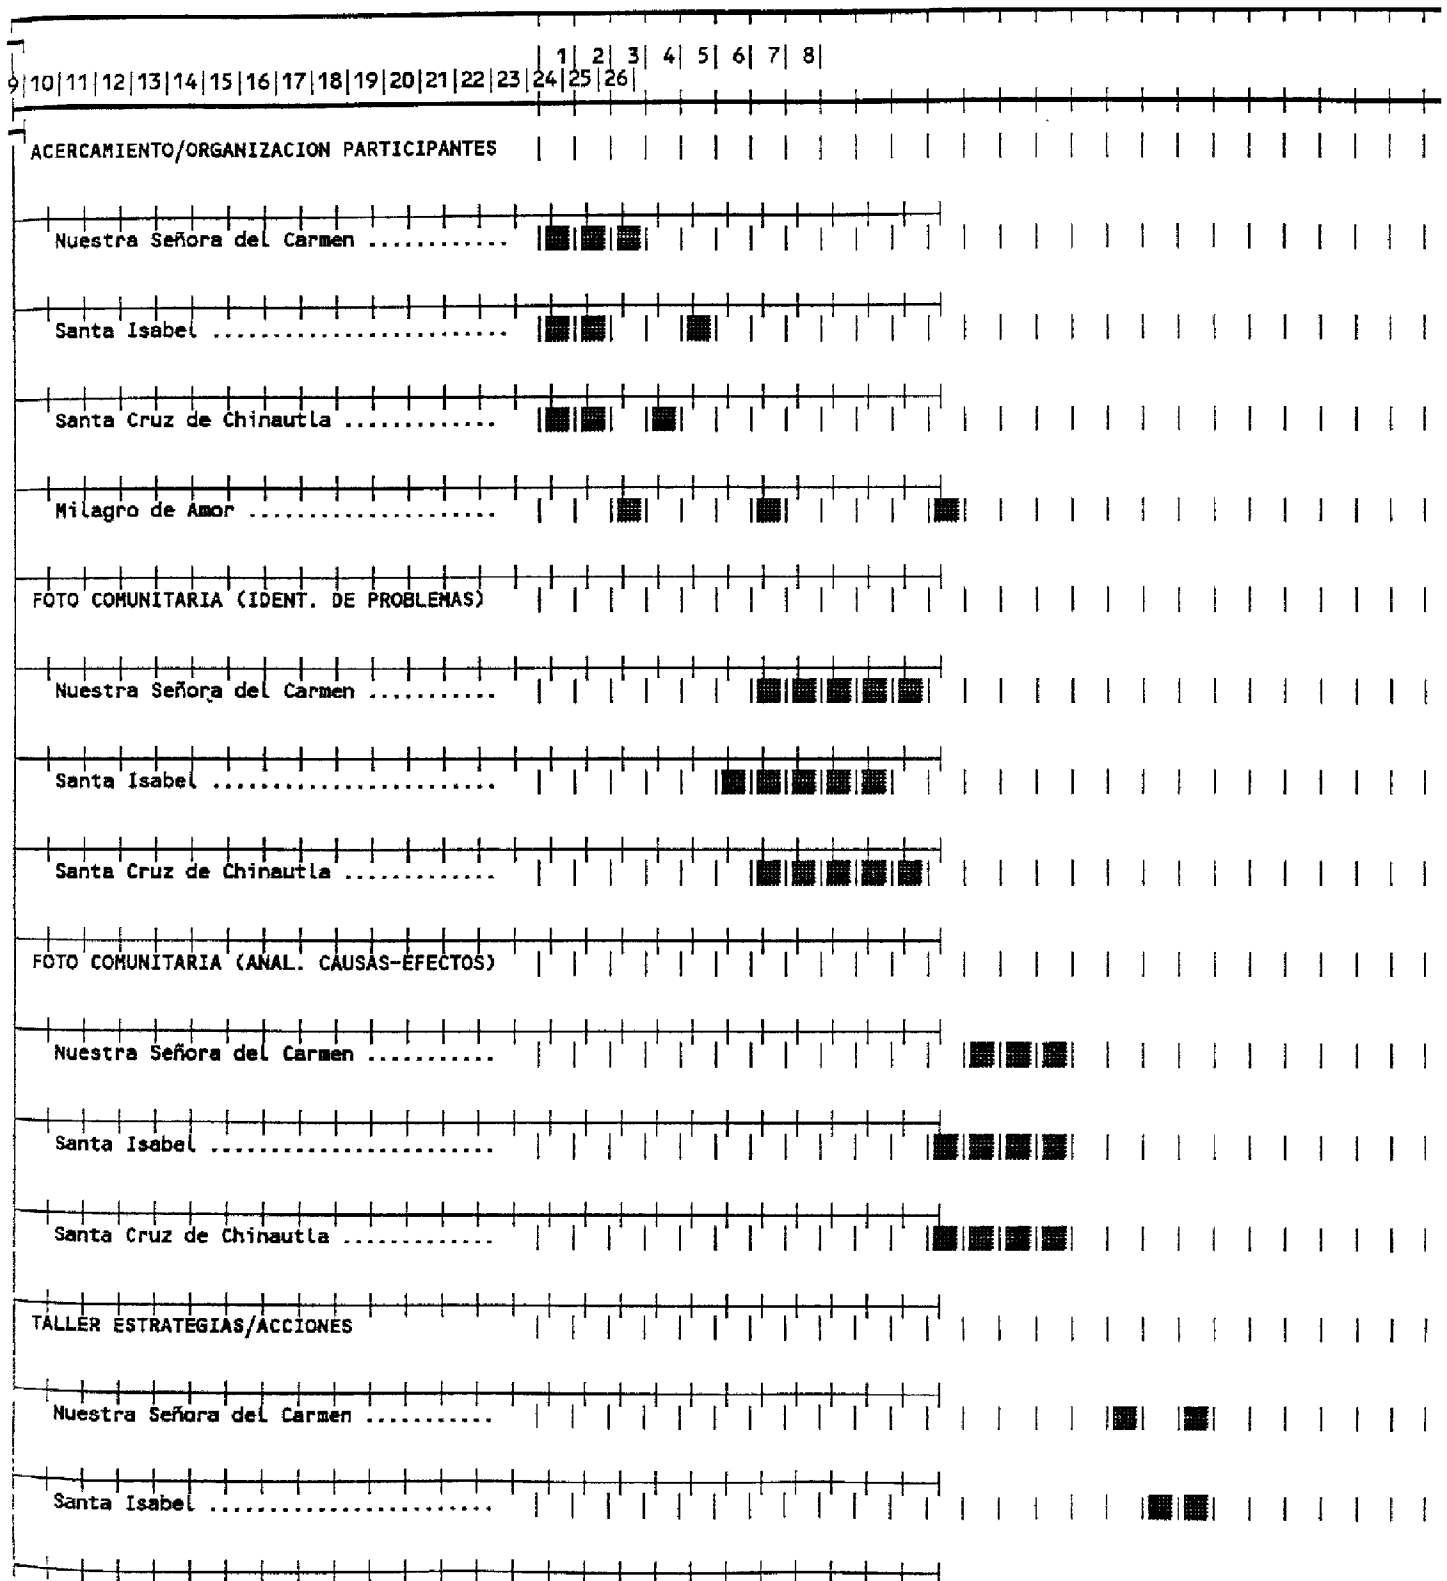 | 1| 2| 3| 4| 5| 6| 7| 8|
9|10|11|12|13|14|15|16|17|18|19|20|21|22|23|24|25|26|
ACERCAMIENTO/ORGANIZACION PARTICIPANTES
Nuestra Señora del Carmen ............
Santa Isabel .......................
Santa Cruz de Chinautla .............
Milagro de Amor .....................
FOTO COMUNITARIA (IDENT. DE PROBLEMAS)
Nuestra Señora del Carmen ...........
Santa Isabel ......................
Santa Cruz de Chinautla .............
FOTO COMUNITARIA (ANAL. CAUSAS-EFECTOS)
Nuestra Señora del Carmen ...........
Santa Isabel ......................
Santa Cruz de Chinautla .............
TALLER ESTRATEGIAS/ACCIONES
Nuestra Señora del Carmen ...........
Santa Isabel ......................